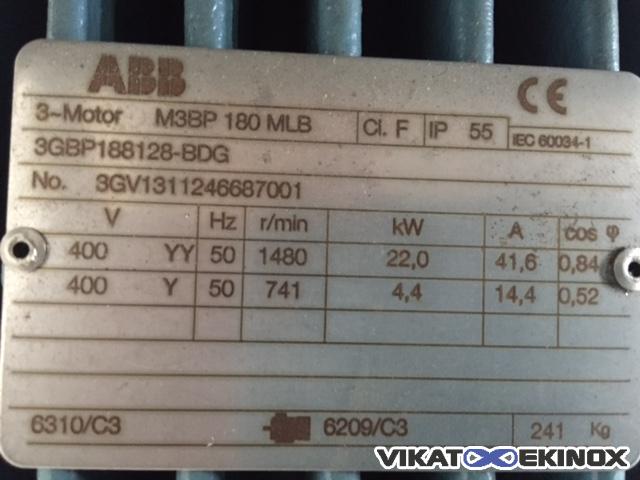 ABB
CE
3~Motor M3BP 180 MLB Cl. F IP 55 IEC 60034-1
3GBP188128-BDG
No. 3GV1311246687001
V Hz r/min kW A cos φ
400 YY 50 1480 22,0 41,6 0,84
400 Y 50 741 4,4 14,4 0,52
6310/C3 6209/C3 241 Kg
VIKATOO EKINOX